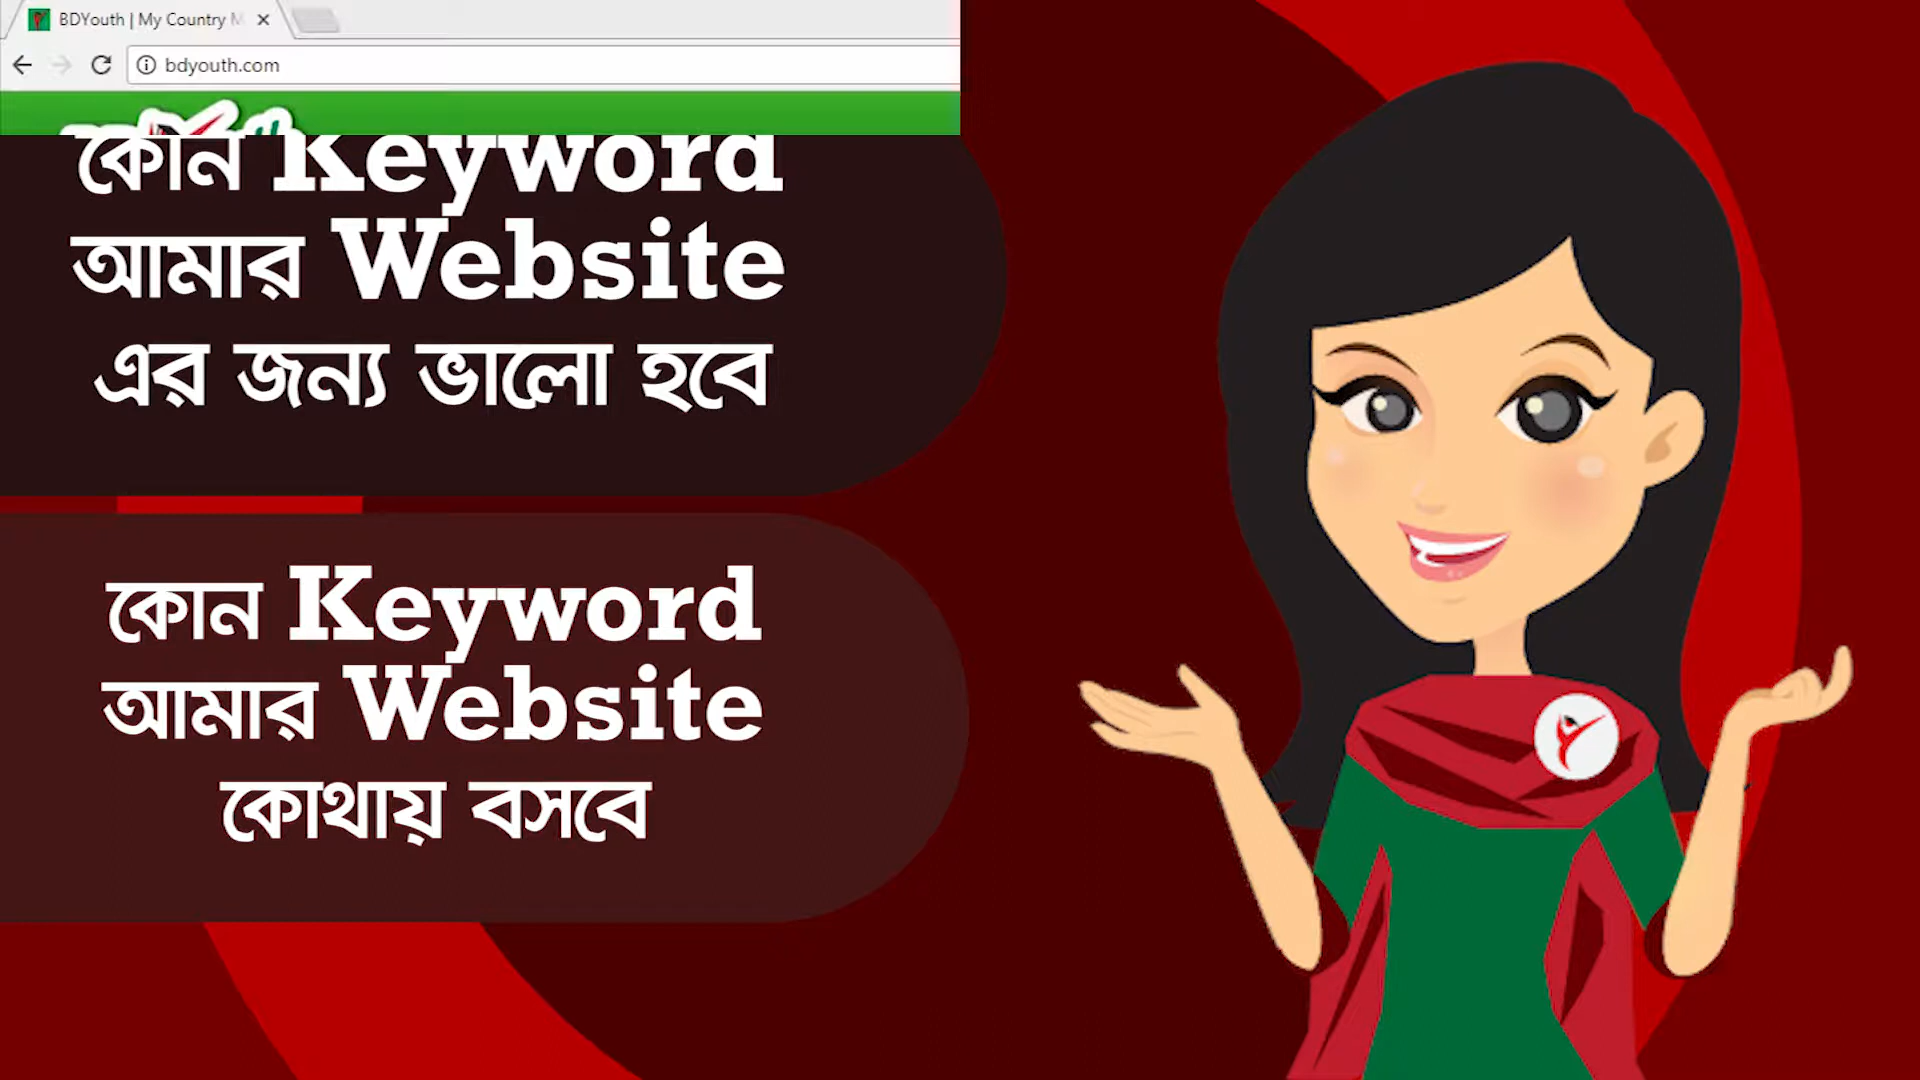 BDYouth | My Country
bdyouth.com
কোন Keyword
আমার Website
এর জন্য ভালো হবে
কোন Keyword
আমার Website
কোথায় বসবে